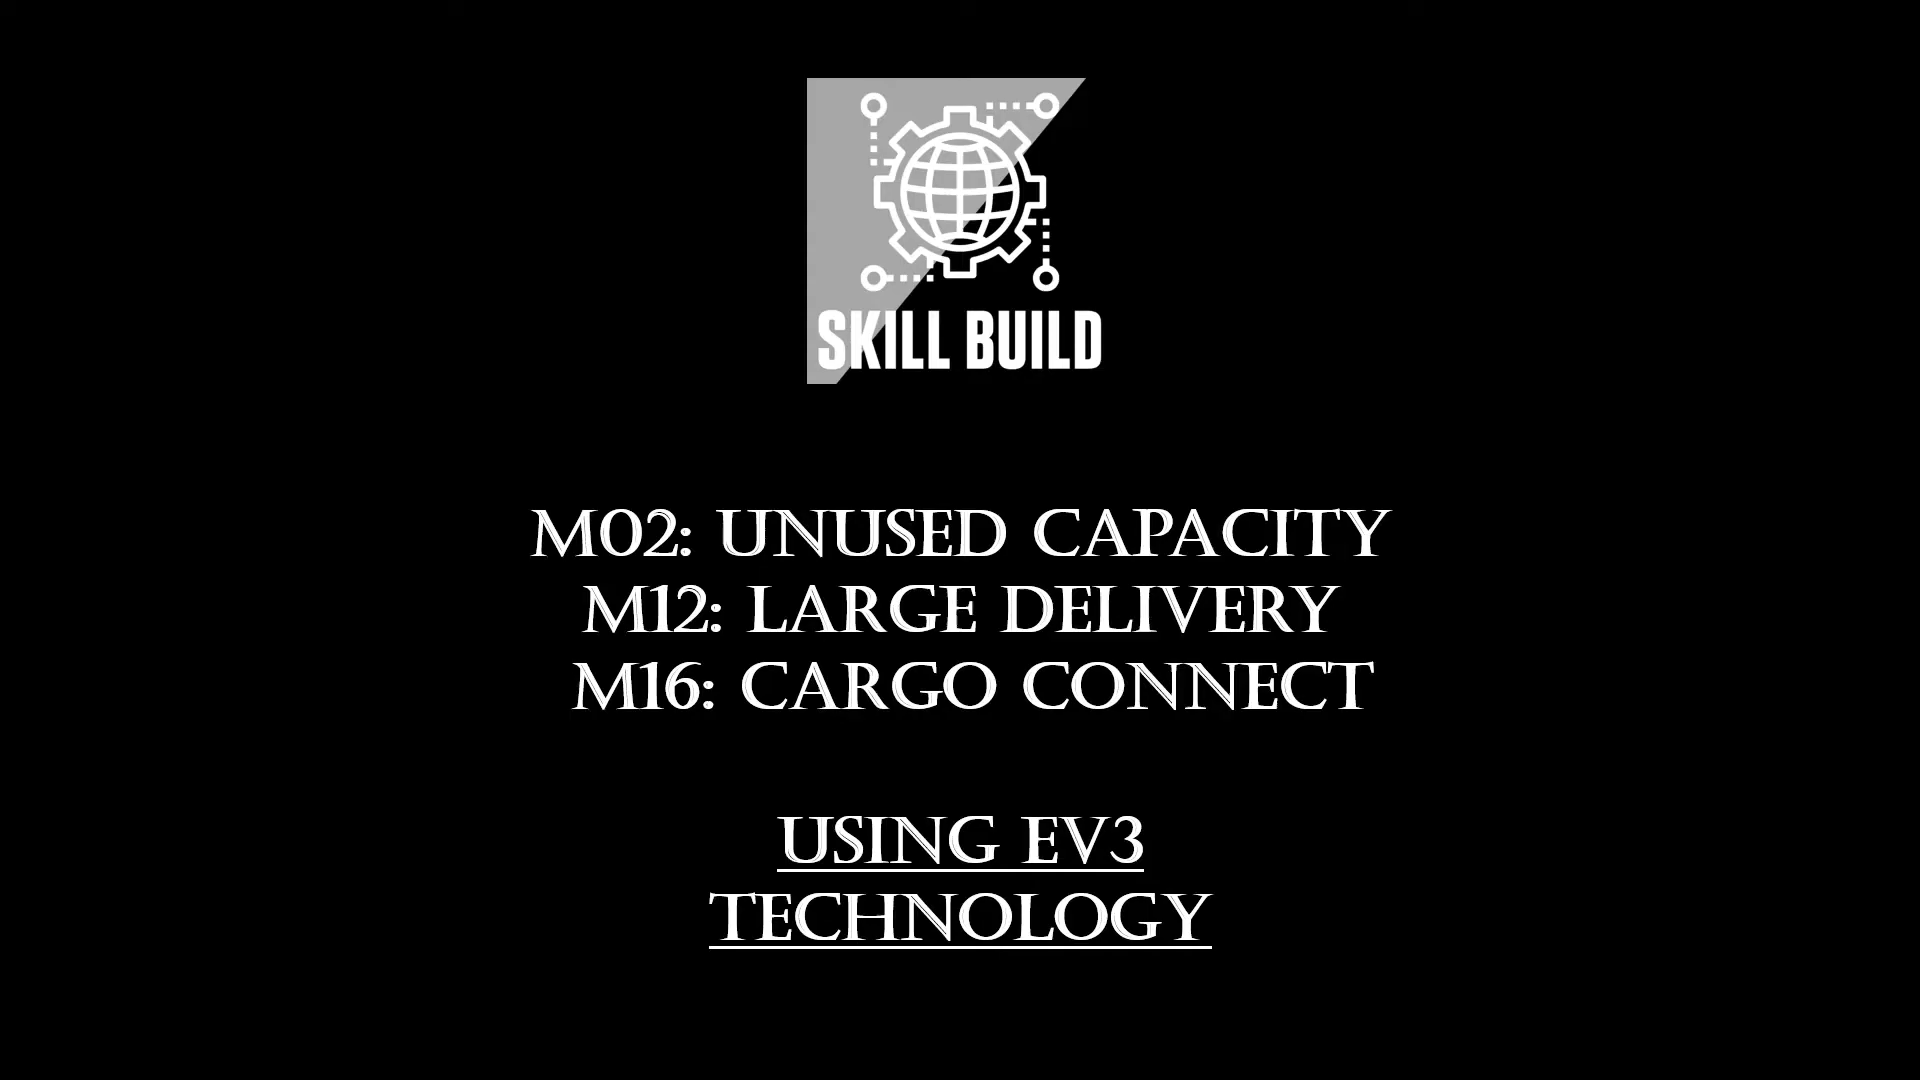 SKILL BUILD
M02: UNUSED CAPACITY
M12: LARGE DELIVERY
M16: CARGO CONNECT
USING EV3
TECHNOLOGY